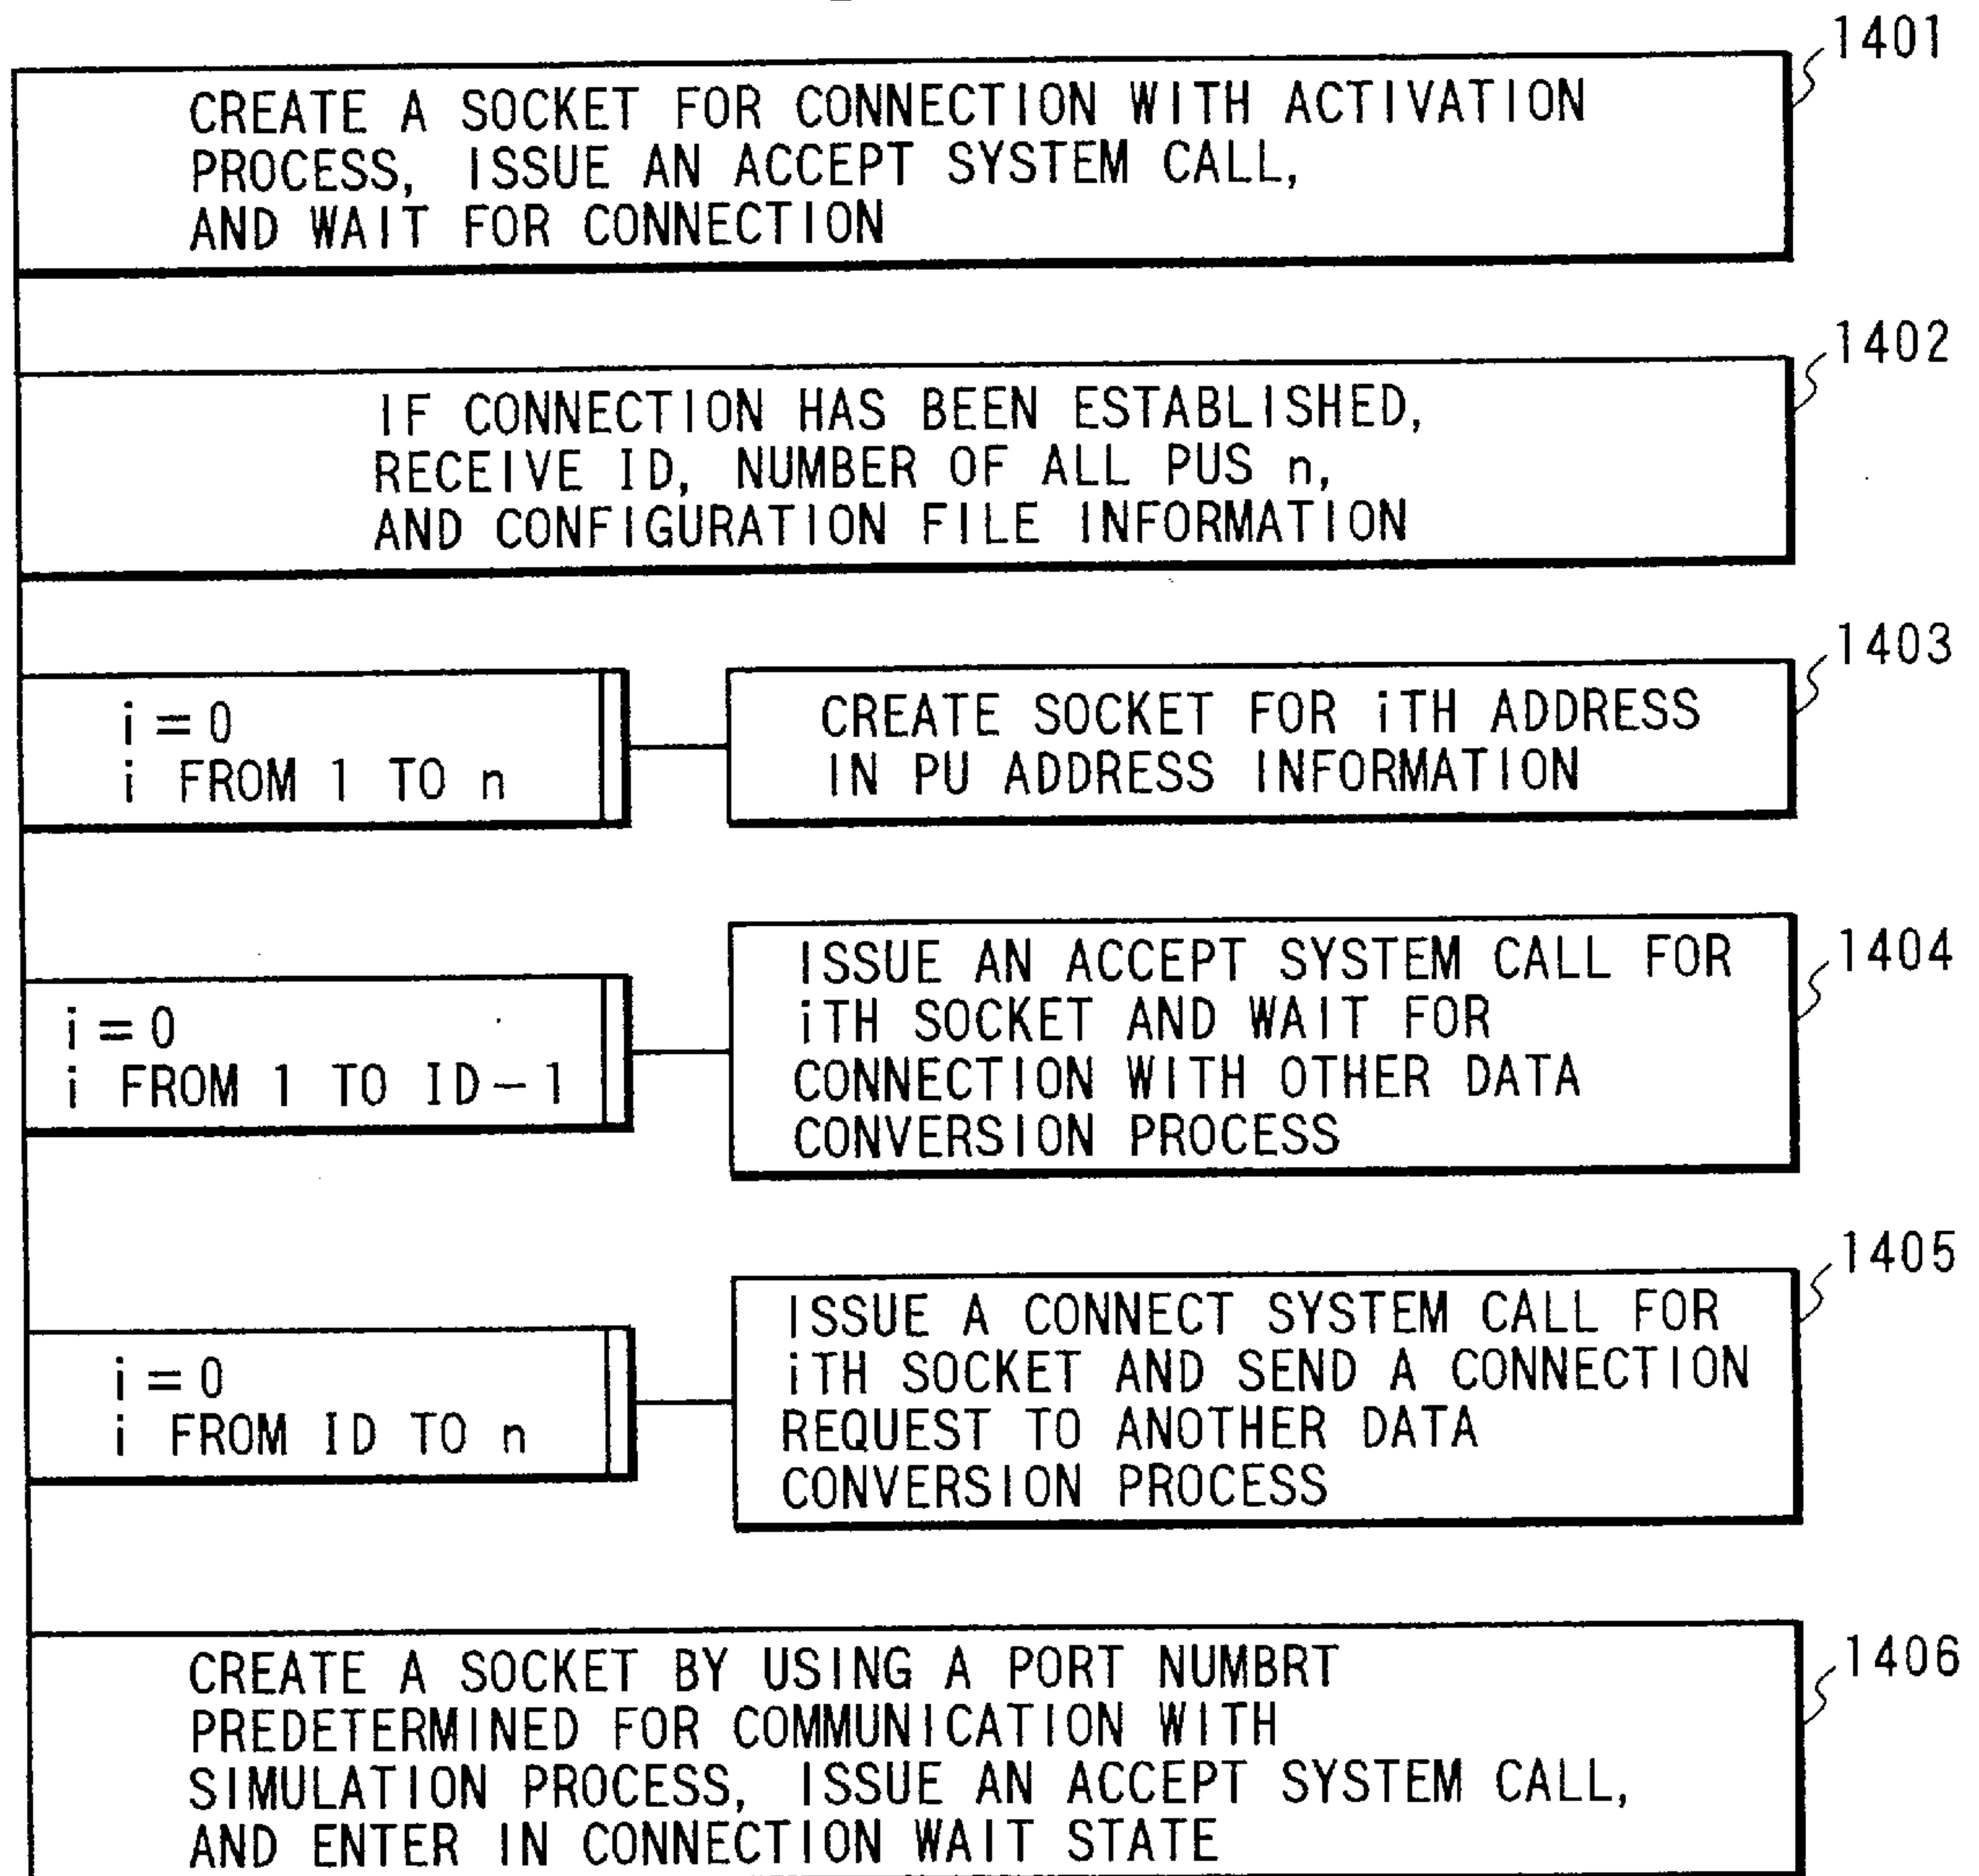 1401
CREATE A SOCKET FOR CONNECTION WITH ACTIVATION
PROCESS, ISSUE AN ACCEPT SYSTEM CALL,
AND WAIT FOR CONNECTION
1402
IF CONNECTION HAS BEEN ESTABLISHED,
RECEIVE ID, NUMBER OF ALL PUS n,
AND CONFIGURATION FILE INFORMATION
1403
i = 0
i FROM 1 TO n
CREATE SOCKET FOR iTH ADDRESS
IN PU ADDRESS INFORMATION
1404
i = 0
i FROM 1 TO ID-1
ISSUE AN ACCEPT SYSTEM CALL FOR
iTH SOCKET AND WAIT FOR
CONNECTION WITH OTHER DATA
CONVERSION PROCESS
1405
i = 0
i FROM ID TO n
ISSUE A CONNECT SYSTEM CALL FOR
iTH SOCKET AND SEND A CONNECTION
REQUEST TO ANOTHER DATA
CONVERSION PROCESS
1406
CREATE A SOCKET BY USING A PORT NUMBRT
PREDETERMINED FOR COMMUNICATION WITH
SIMULATION PROCESS, ISSUE AN ACCEPT SYSTEM CALL,
AND ENTER IN CONNECTION WAIT STATE